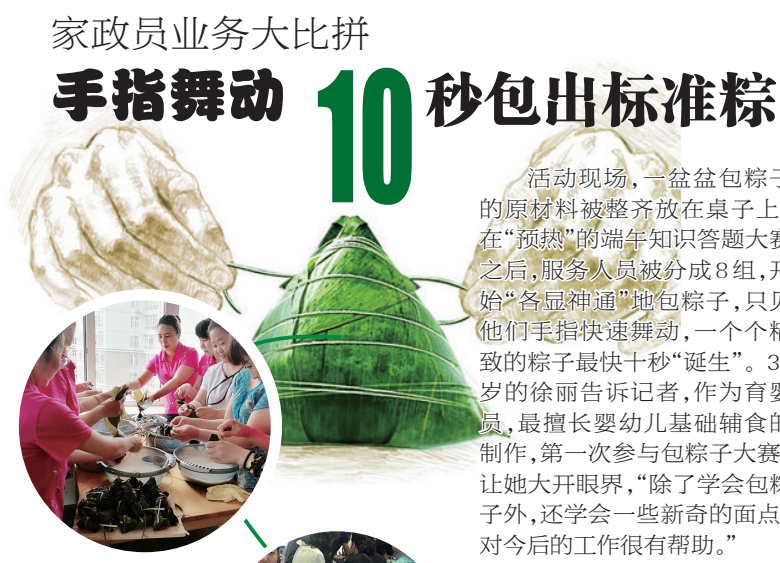 家政员业务大比拼
手指舞动10秒包出标准粽
活动现场,一盆盆包粽子
的原材料被整齐放在桌子上
在“预热”的端午知识答题大赛
之后,服务人员被分成8组,开
始“各显神通”地包粽子,只见
他们手指快速舞动,一个个精
致的粽子最快十秒“诞生”。3
岁的徐丽告诉记者,作为育婴
员,最擅长婴幼儿基础辅食的
制作,第一次参与包粽子大赛
让她大开眼界,“除了学会包粽
子外,还学会一些新奇的面点
对今后的工作很有帮助。”